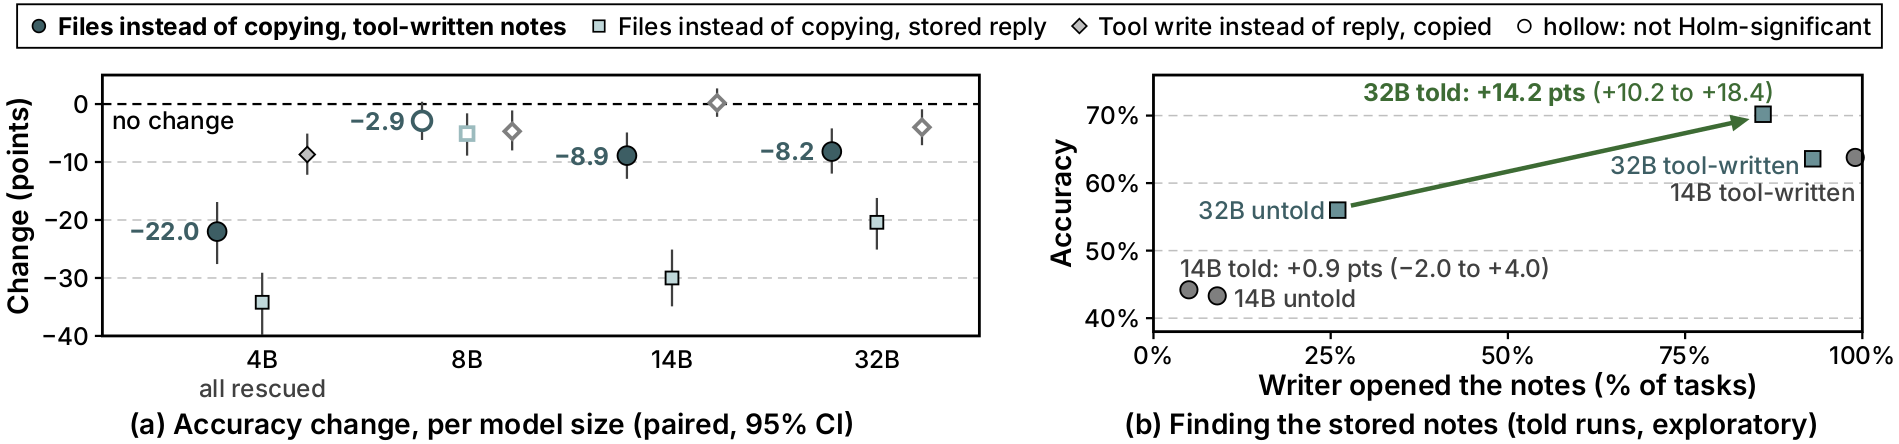 Files instead of copying, tool-written notes
Files instead of copying, stored reply
Tool write instead of reply, copied
hollow: not Holm-significant
Change (points)
0
−10
−20
−30
−40
no change
−22.0
−2.9
−8.9
−8.2
4B
8B
14B
32B
all rescued
(a) Accuracy change, per model size (paired, 95% CI)
Accuracy
70%
60%
50%
40%
32B told: +14.2 pts (+10.2 to +18.4)
32B tool-written
14B tool-written
32B untold
14B told: +0.9 pts (−2.0 to +4.0)
14B untold
0%
25%
50%
75%
100%
Writer opened the notes (% of tasks)
(b) Finding the stored notes (told runs, exploratory)